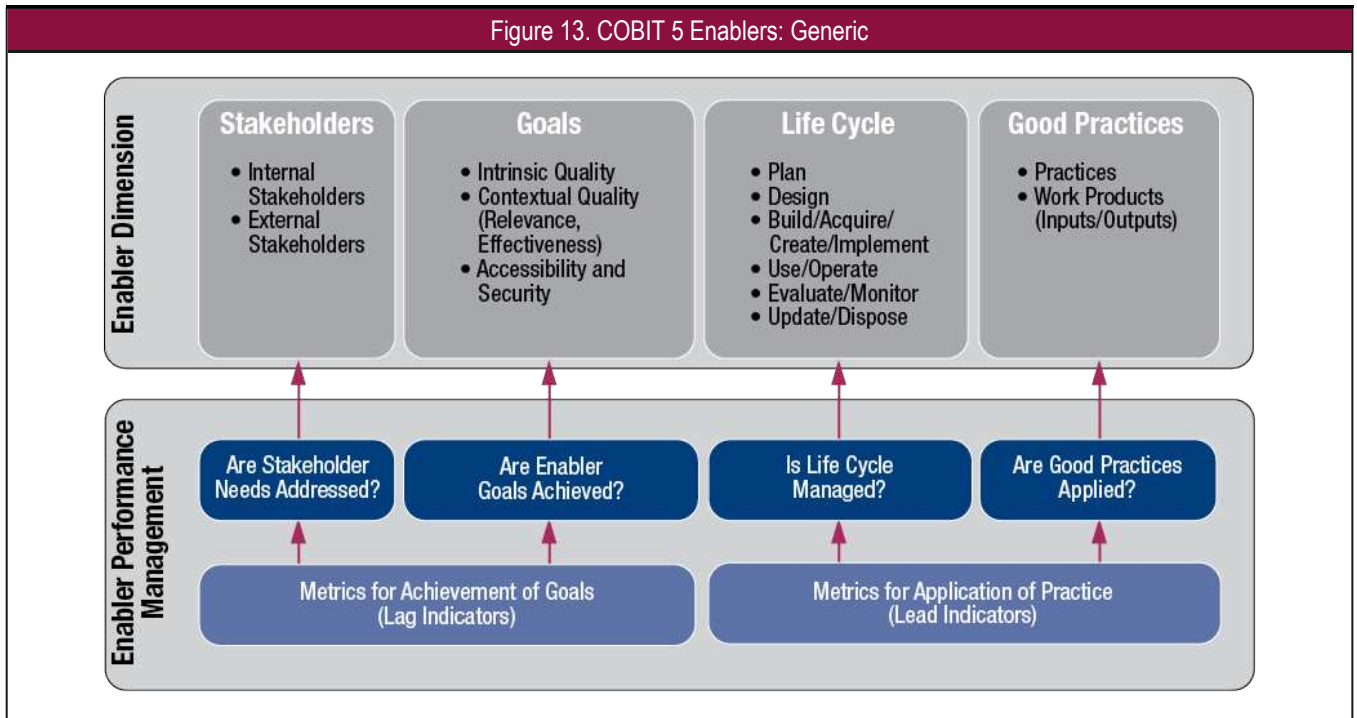 Figure 13. COBIT 5 Enablers: Generic
Enabler Dimension
Stakeholders
• Internal
Stakeholders
• External
Stakeholders
Goals
• Intrinsic Quality
• Contextual Quality
(Relevance,
Effectiveness)
• Accessibility and
Security
Life Cycle
• Plan
• Design
• Build/Acquire/
Create/Implement
• Use/Operate
• Evaluate/Monitor
• Update/Dispose
Good Practices
• Practices
• Work Products
(Inputs/Outputs)
Enabler Performance
Management
Are Stakeholder
Needs Addressed?
Are Enabler
Goals Achieved?
Is Life Cycle
Managed?
Are Good Practices
Applied?
Metrics for Achievement of Goals
(Lag Indicators)
Metrics for Application of Practice
(Lead Indicators)